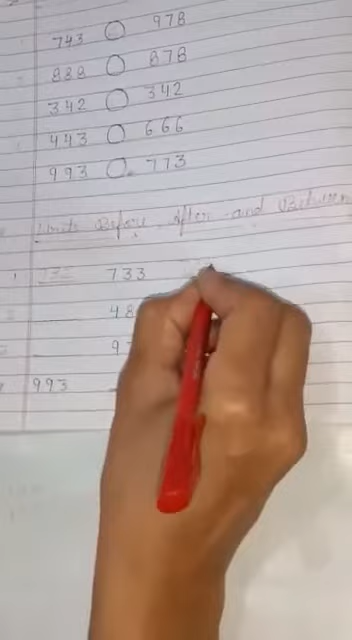 743 ○ 978
888 ○ 878
342 ○ 342
443 ○ 666
993 ○ 773
Write Before, After and Between
733
993